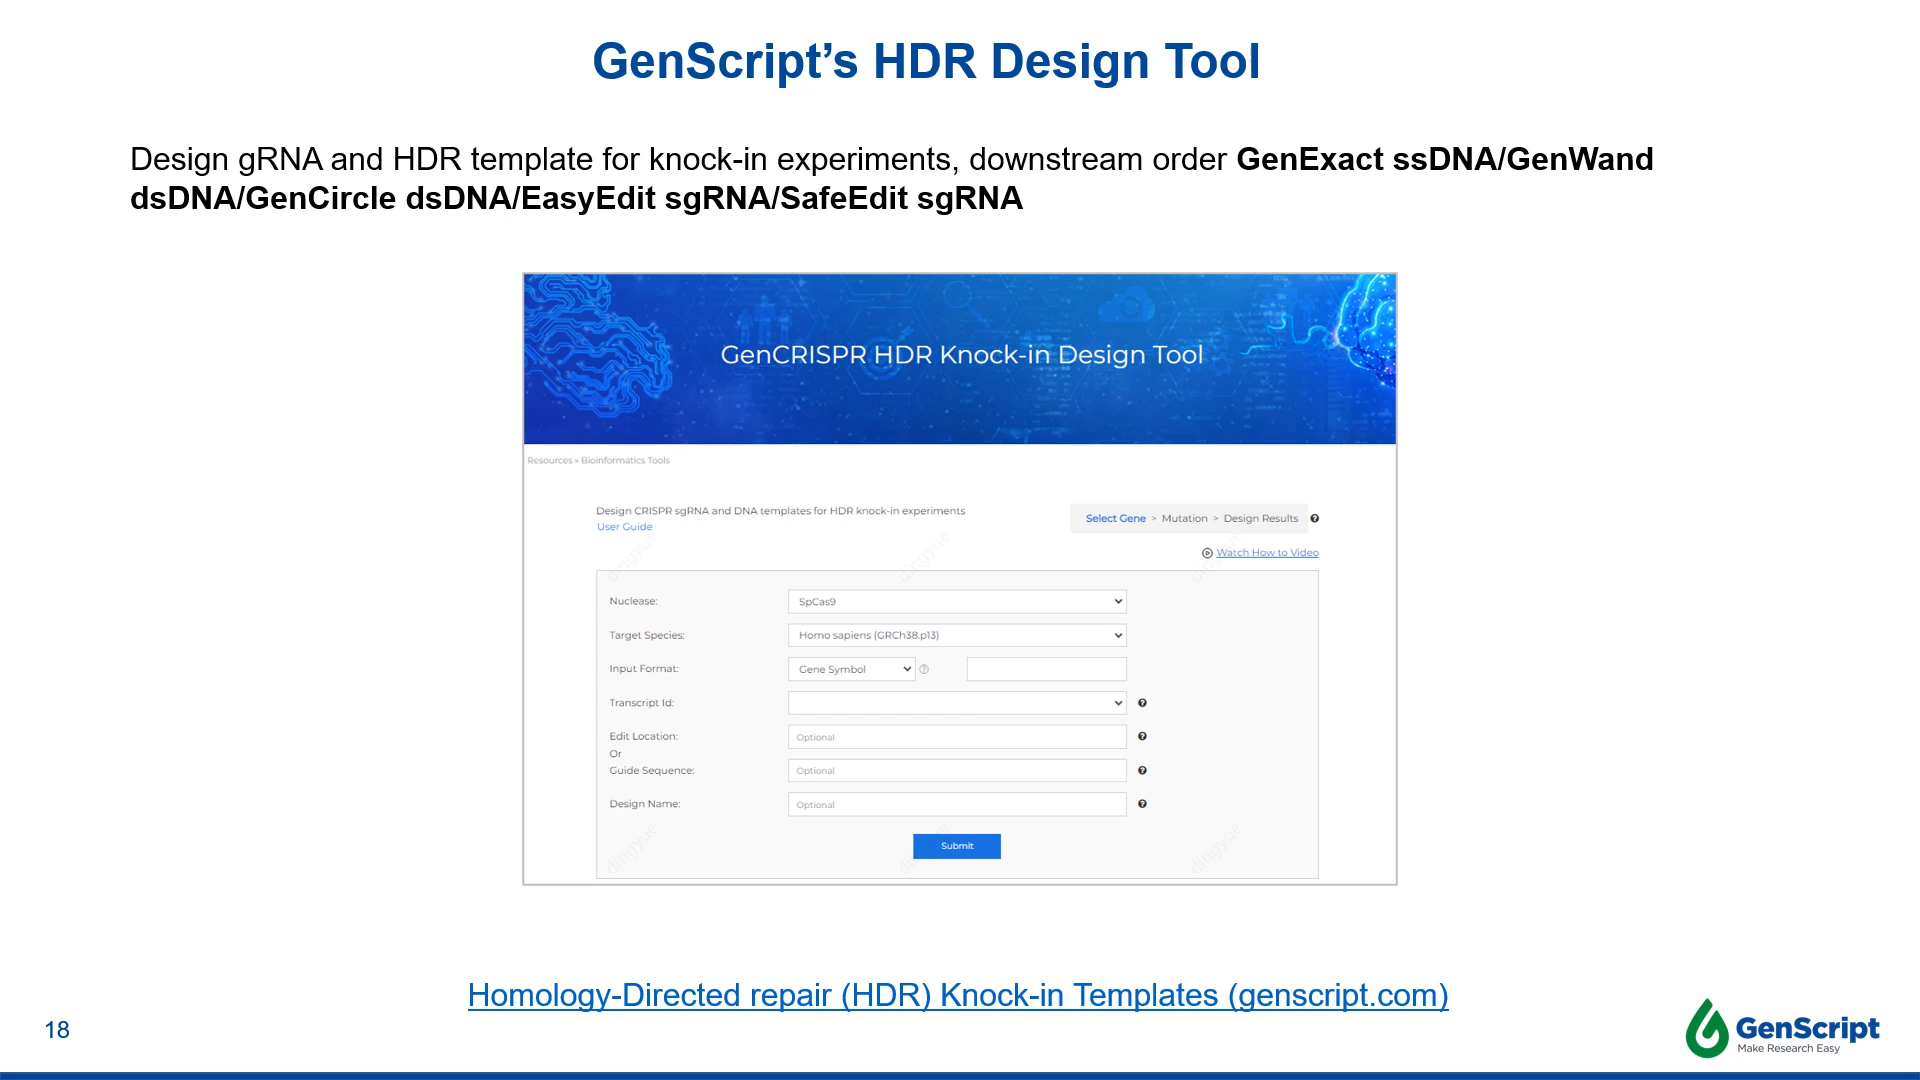 GenScript’s HDR Design Tool
Design gRNA and HDR template for knock-in experiments, downstream order GenExact ssDNA/GenWand
dsDNA/GenCircle dsDNA/EasyEdit sgRNA/SafeEdit sgRNA
GenCRISPR HDR Knock-in Design Tool
Resources » Bioinformatics Tools
Design CRISPR sgRNA and DNA templates for HDR knock-in experiments
User Guide
Select Gene > Mutation > Design Results
Watch How to Video
dingyue dingyue dingyue
Nuclease: SpCas9
Target Species: Homo sapiens (GRCh38.p13)
Input Format: Gene Symbol
Transcript Id:
Edit Location: Optional
Or
Guide Sequence: Optional
Design Name: Optional
Submit
dingyue dingyue
Homology-Directed repair (HDR) Knock-in Templates (genscript.com)
18
GenScript
Make Research Easy